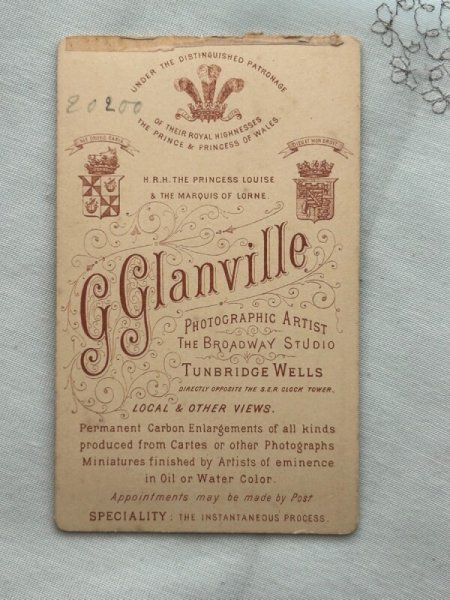 UNDER THE DISTINGUISHED PATRONAGE
20200
OF THEIR ROYAL HIGHNESSES
THE PRINCE & PRINCESS OF WALES.
H.R.H. THE PRINCESS LOUISE
& THE MARQUIS OF LORNE.
G Glanville
PHOTOGRAPHIC ARTIST
THE BROADWAY STUDIO
TUNBRIDGE WELLS
DIRECTLY OPPOSITE THE S.E.R CLOCK TOWER.
LOCAL & OTHER VIEWS.
Permanent Carbon Enlargements of all kinds
produced from Cartes or other Photographs
Miniatures finished by Artists of eminence
in Oil or Water Color.
Appointments may be made by Post
SPECIALITY: THE INSTANTANEOUS PROCESS.